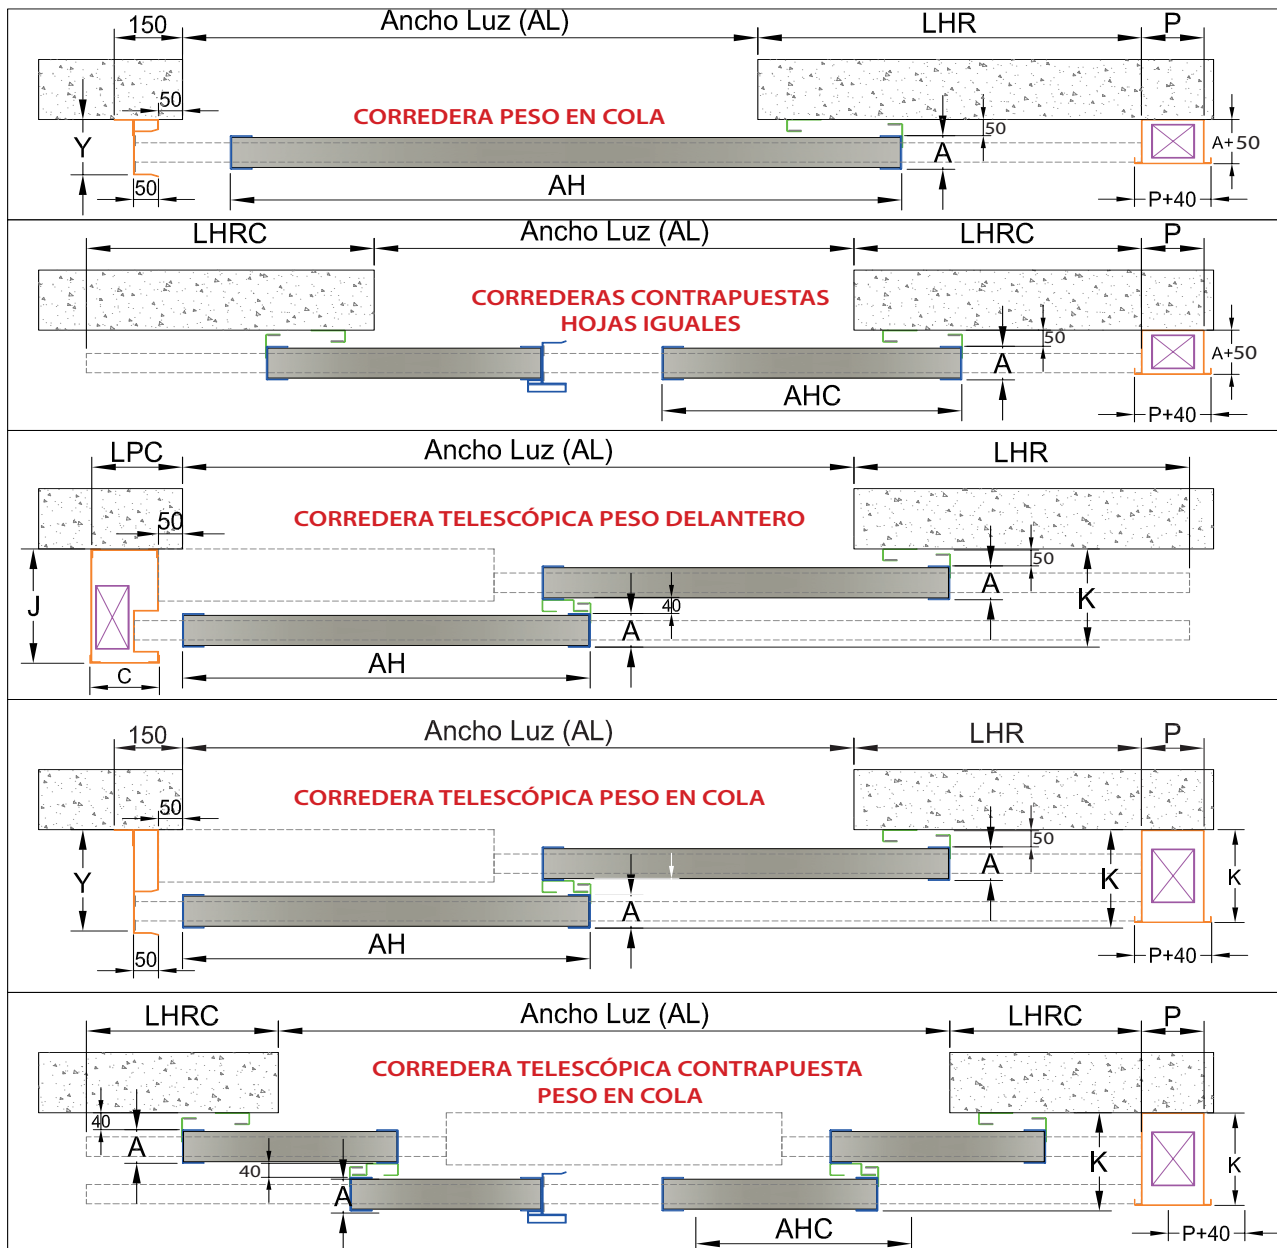 150
Ancho Luz (AL)
LHR
P
50
CORREDERA PESO EN COLA
50
Y
A
A+50
50
AH
P+40
LHRC
Ancho Luz (AL)
LHRC
P
CORREDERAS CONTRAPUESTAS
HOJAS IGUALES
50
A
A+50
AHC
P+40
LPC
Ancho Luz (AL)
LHR
50
CORREDERA TELESCÓPICA PESO DELANTERO
50
J
A
K
40
A
AH
C
150
Ancho Luz (AL)
LHR
P
50
CORREDERA TELESCÓPICA PESO EN COLA
50
Y
A
K
K
A
AH
50
P+40
LHRC
Ancho Luz (AL)
LHRC
P
CORREDERA TELESCÓPICA CONTRAPUESTA
PESO EN COLA
40
A
40
K
K
A
AHC
P+40